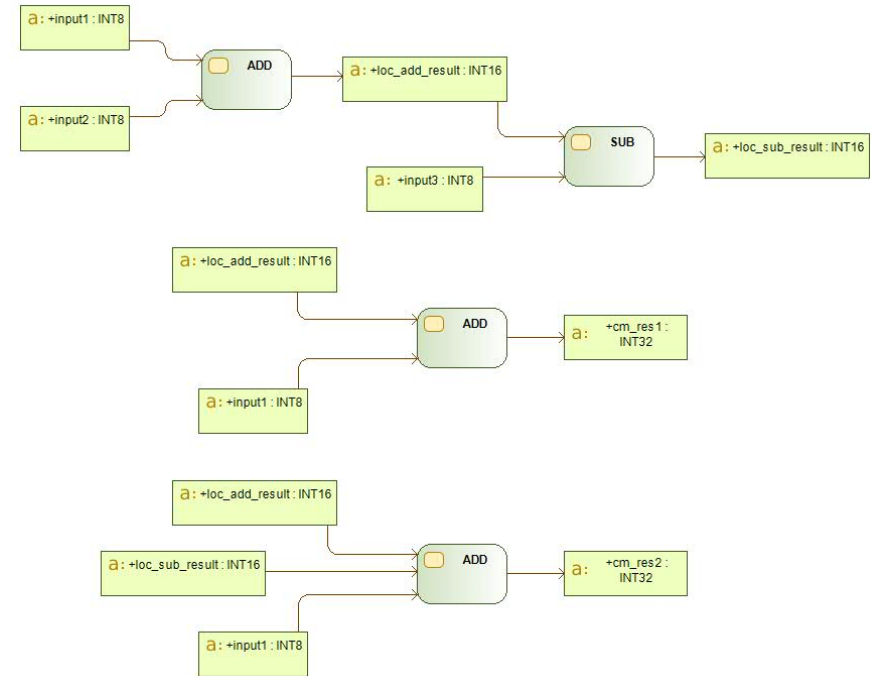 a: +input1 : INT8
ADD
a: +loc_add_result : INT16
a: +input2 : INT8
SUB
a: +loc_sub_result : INT16
a: +input3 : INT8
a: +loc_add_result : INT16
ADD
a: +cm_res1 :
INT32
a: +input1 : INT8
a: +loc_add_result : INT16
a: +loc_sub_result : INT16
ADD
a: +cm_res2 :
INT32
a: +input1 : INT8